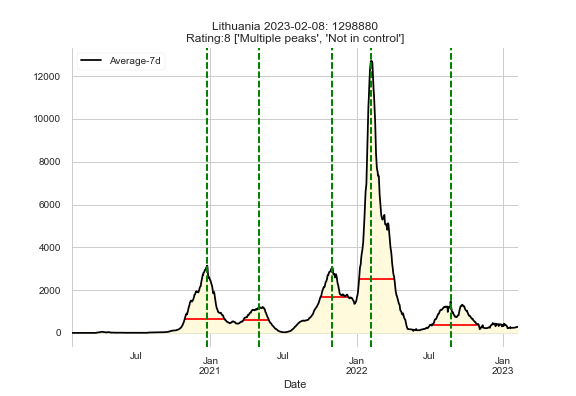 Lithuania 2023-02-08: 1298880
Rating:8 ['Multiple peaks', 'Not in control']
Average-7d
12000
10000
8000
6000
4000
2000
0
Jul
Jan
2021
Jul
Jan
2022
Jul
Jan
2023
Date